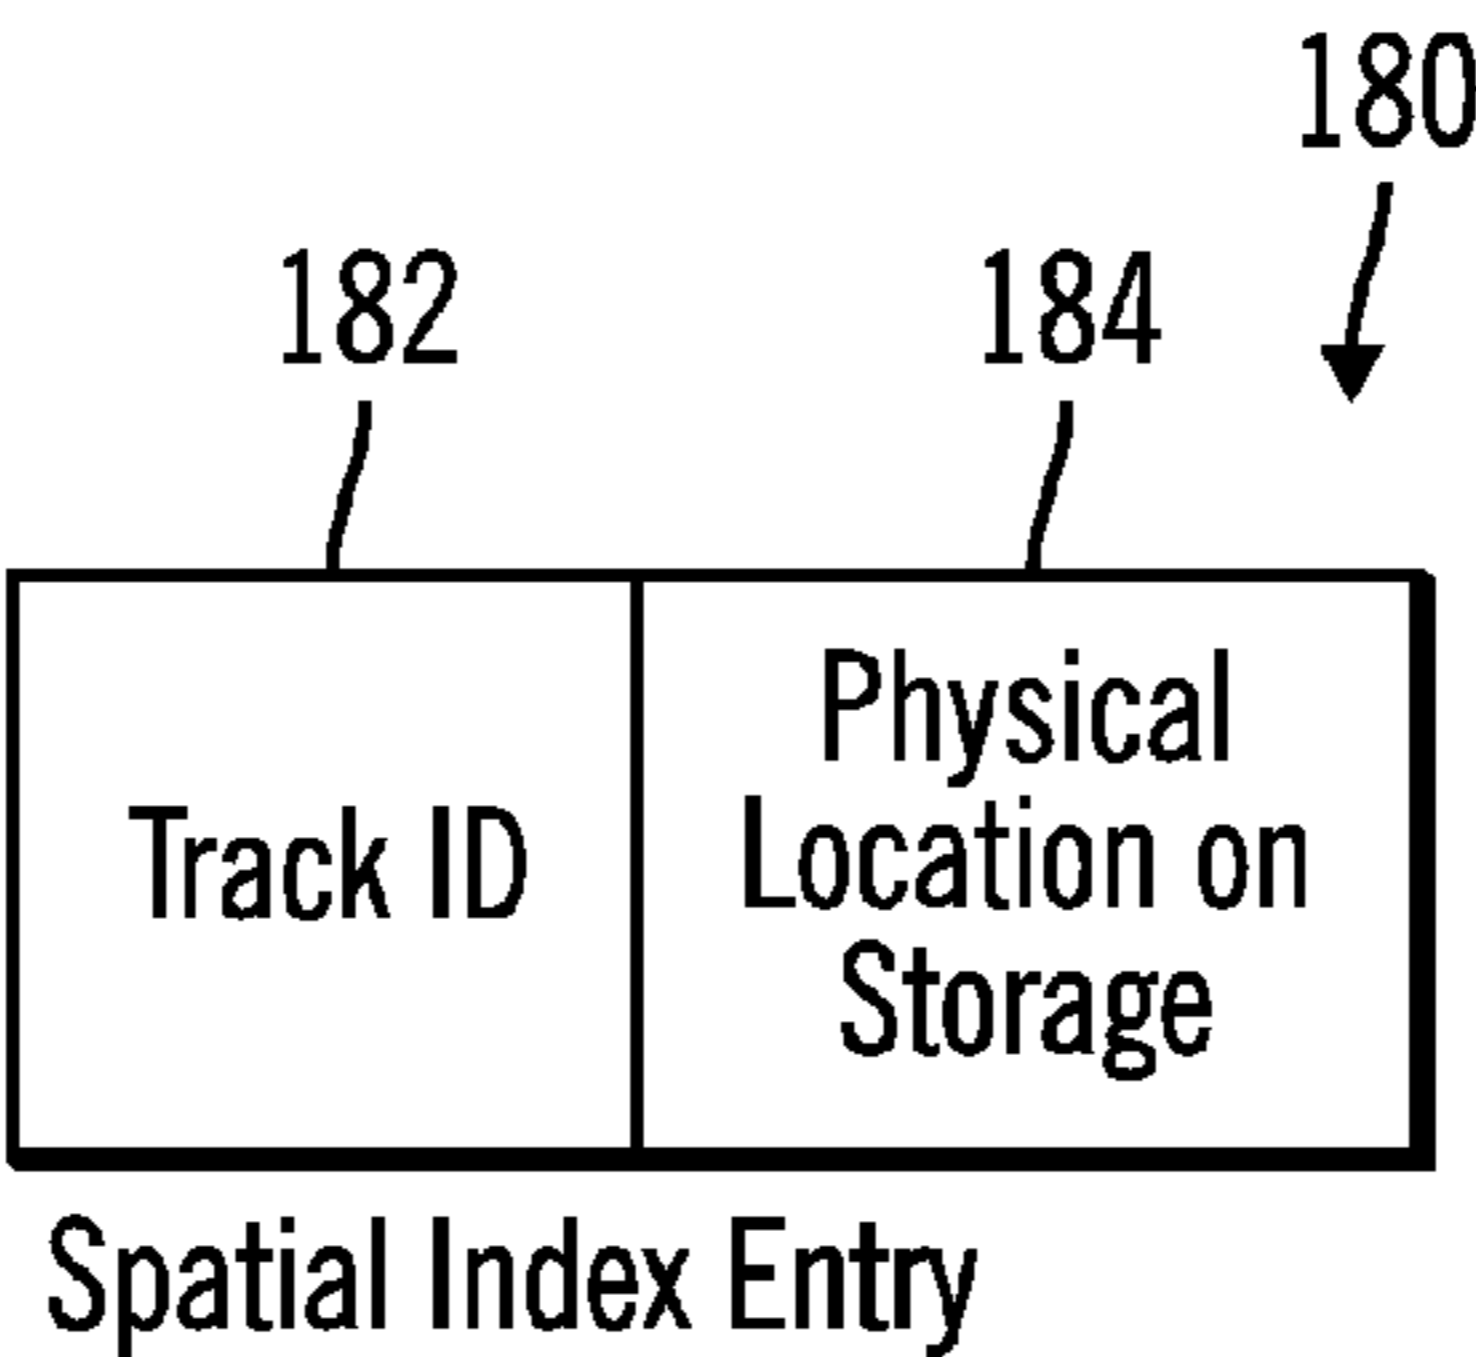 180
182
184
Track ID
Physical
Location on
Storage
Spatial Index Entry